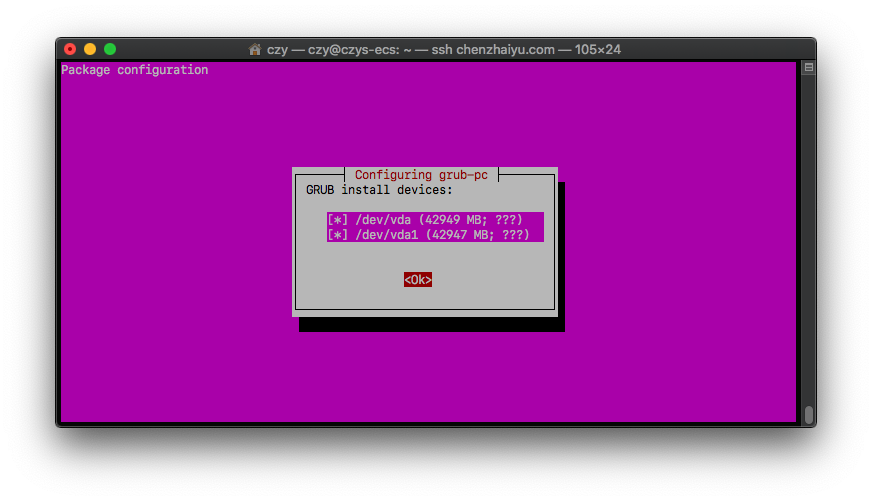 czy — czy@czys-ecs: ~ — ssh chenzhaiyu.com — 105×24
Package configuration
Configuring grub-pc
GRUB install devices:
[*] /dev/vda (42949 MB; ???)
[*] /dev/vda1 (42947 MB; ???)
<Ok>